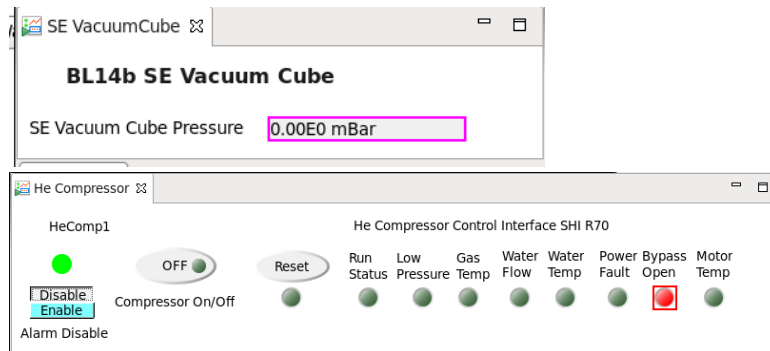 SE VacuumCube
BL14b SE Vacuum Cube
SE Vacuum Cube Pressure 0.00E0 mBar
He Compressor
HeComp1 He Compressor Control Interface SHI R70
OFF Reset Run Status Low Pressure Gas Temp Water Flow Water Temp Power Fault Bypass Open Motor Temp
Disable
Enable
Compressor On/Off
Alarm Disable